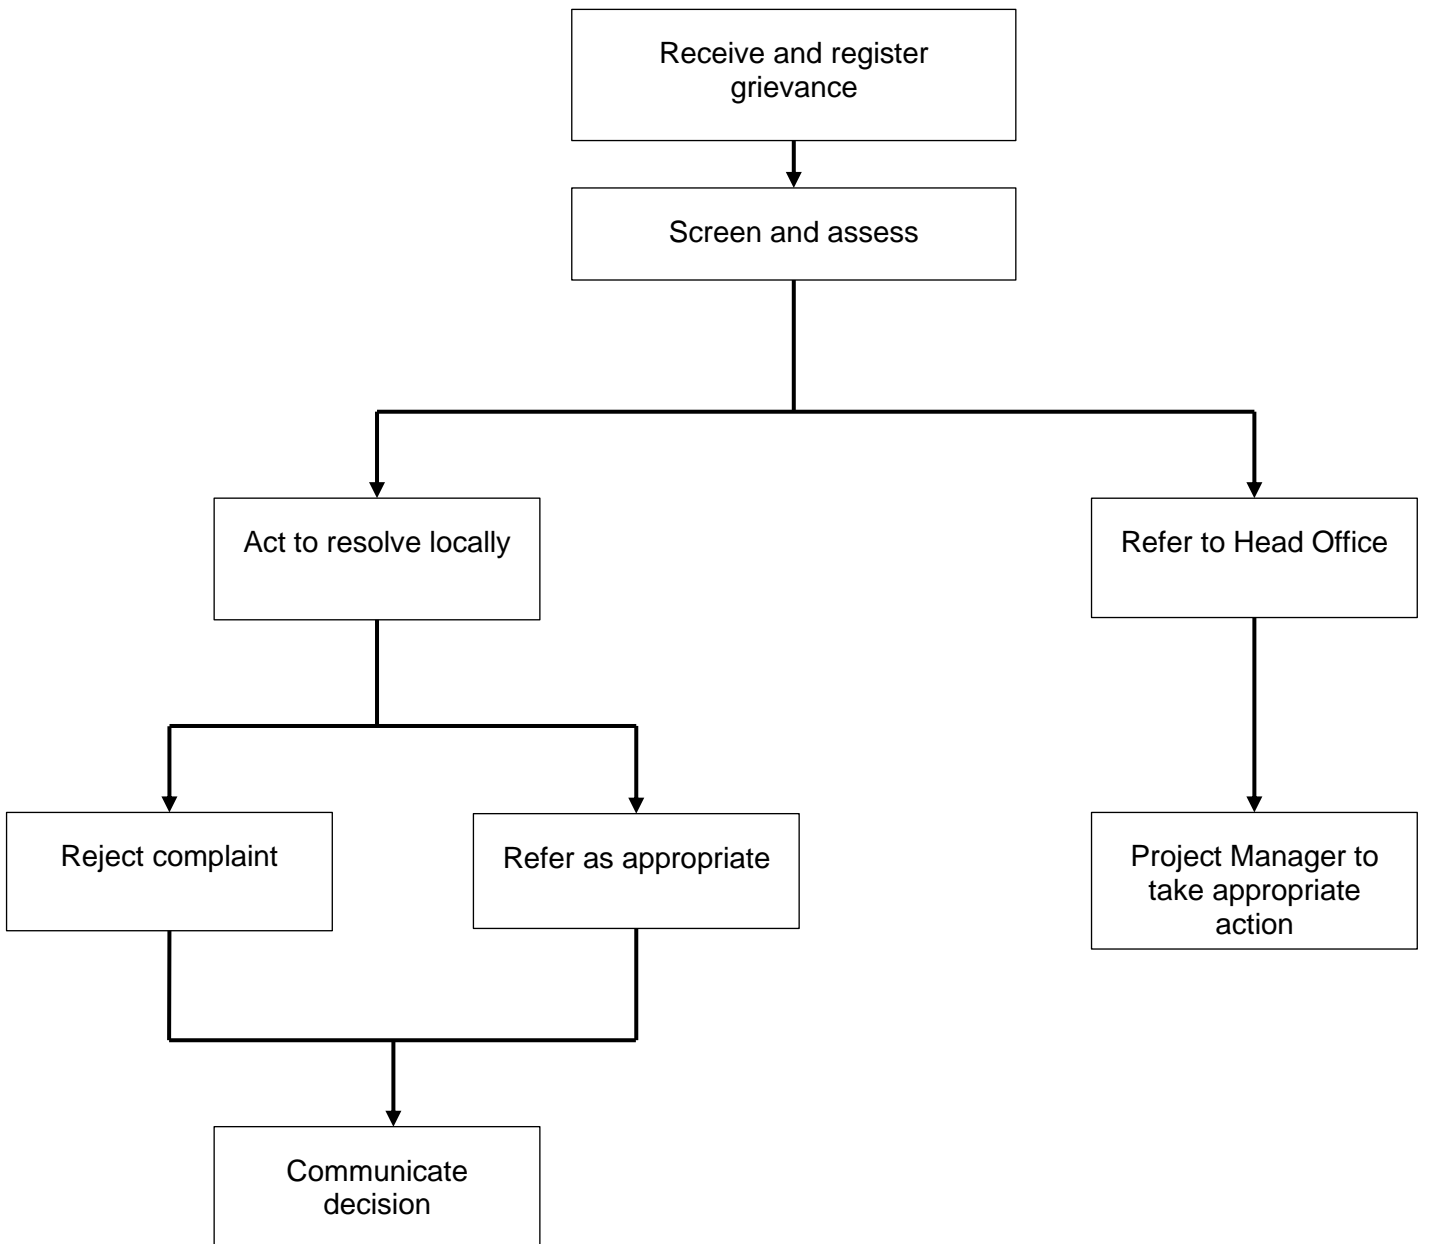 Receive and register
grievance
Screen and assess
Act to resolve locally
Refer to Head Office
Reject complaint
Refer as appropriate
Project Manager to
take appropriate
action
Communicate
decision